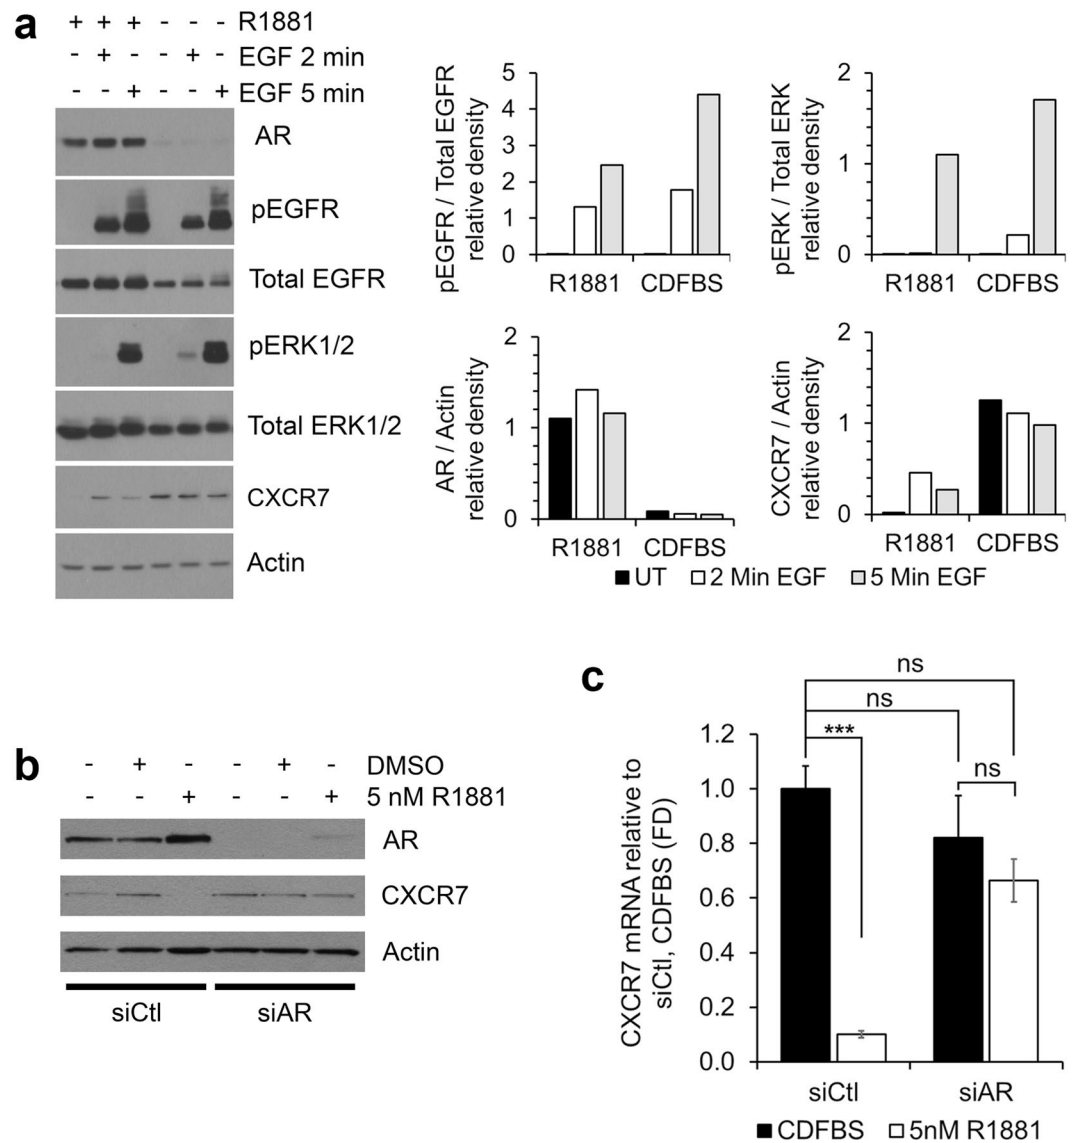 a
+ + + - - - R1881
- + - - + - EGF 2 min
- - + - - + EGF 5 min
AR
pEGFR
Total EGFR
pERK1/2
Total ERK1/2
CXCR7
Actin
pEGFR / Total EGFR
relative density
5
4
3
2
1
0
R1881 CDFBS
pERK / Total ERK
relative density
2
1
0
R1881 CDFBS
AR / Actin
relative density
2
1
0
R1881 CDFBS
CXCR7 / Actin
relative density
2
1
0
R1881 CDFBS
UT 2 Min EGF 5 Min EGF
b
- + - - + - DMSO
- - + - - + 5 nM R1881
AR
CXCR7
Actin
siCtl siAR
c
ns
ns
***
ns
CXCR7 mRNA relative to
siCtl, CDFBS (FD)
1.2
1.0
0.8
0.6
0.4
0.2
0.0
siCtl siAR
CDFBS 5nM R1881